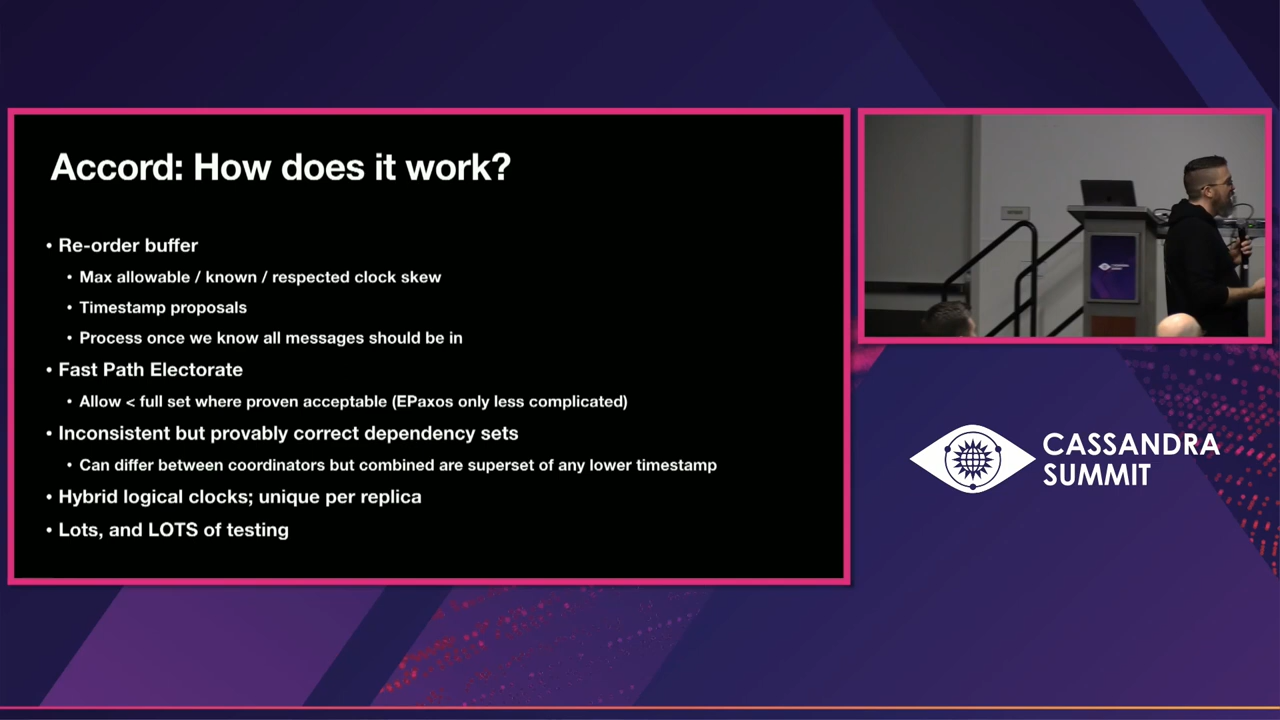 Accord: How does it work?
• Re-order buffer
• Max allowable / known / respected clock skew
• Timestamp proposals
• Process once we know all messages should be in
• Fast Path Electorate
• Allow < full set where proven acceptable (EPaxos only less complicated)
• Inconsistent but provably correct dependency sets
• Can differ between coordinators but combined are superset of any lower timestamp
• Hybrid logical clocks; unique per replica
• Lots, and LOTS of testing
CASSANDRA
SUMMIT